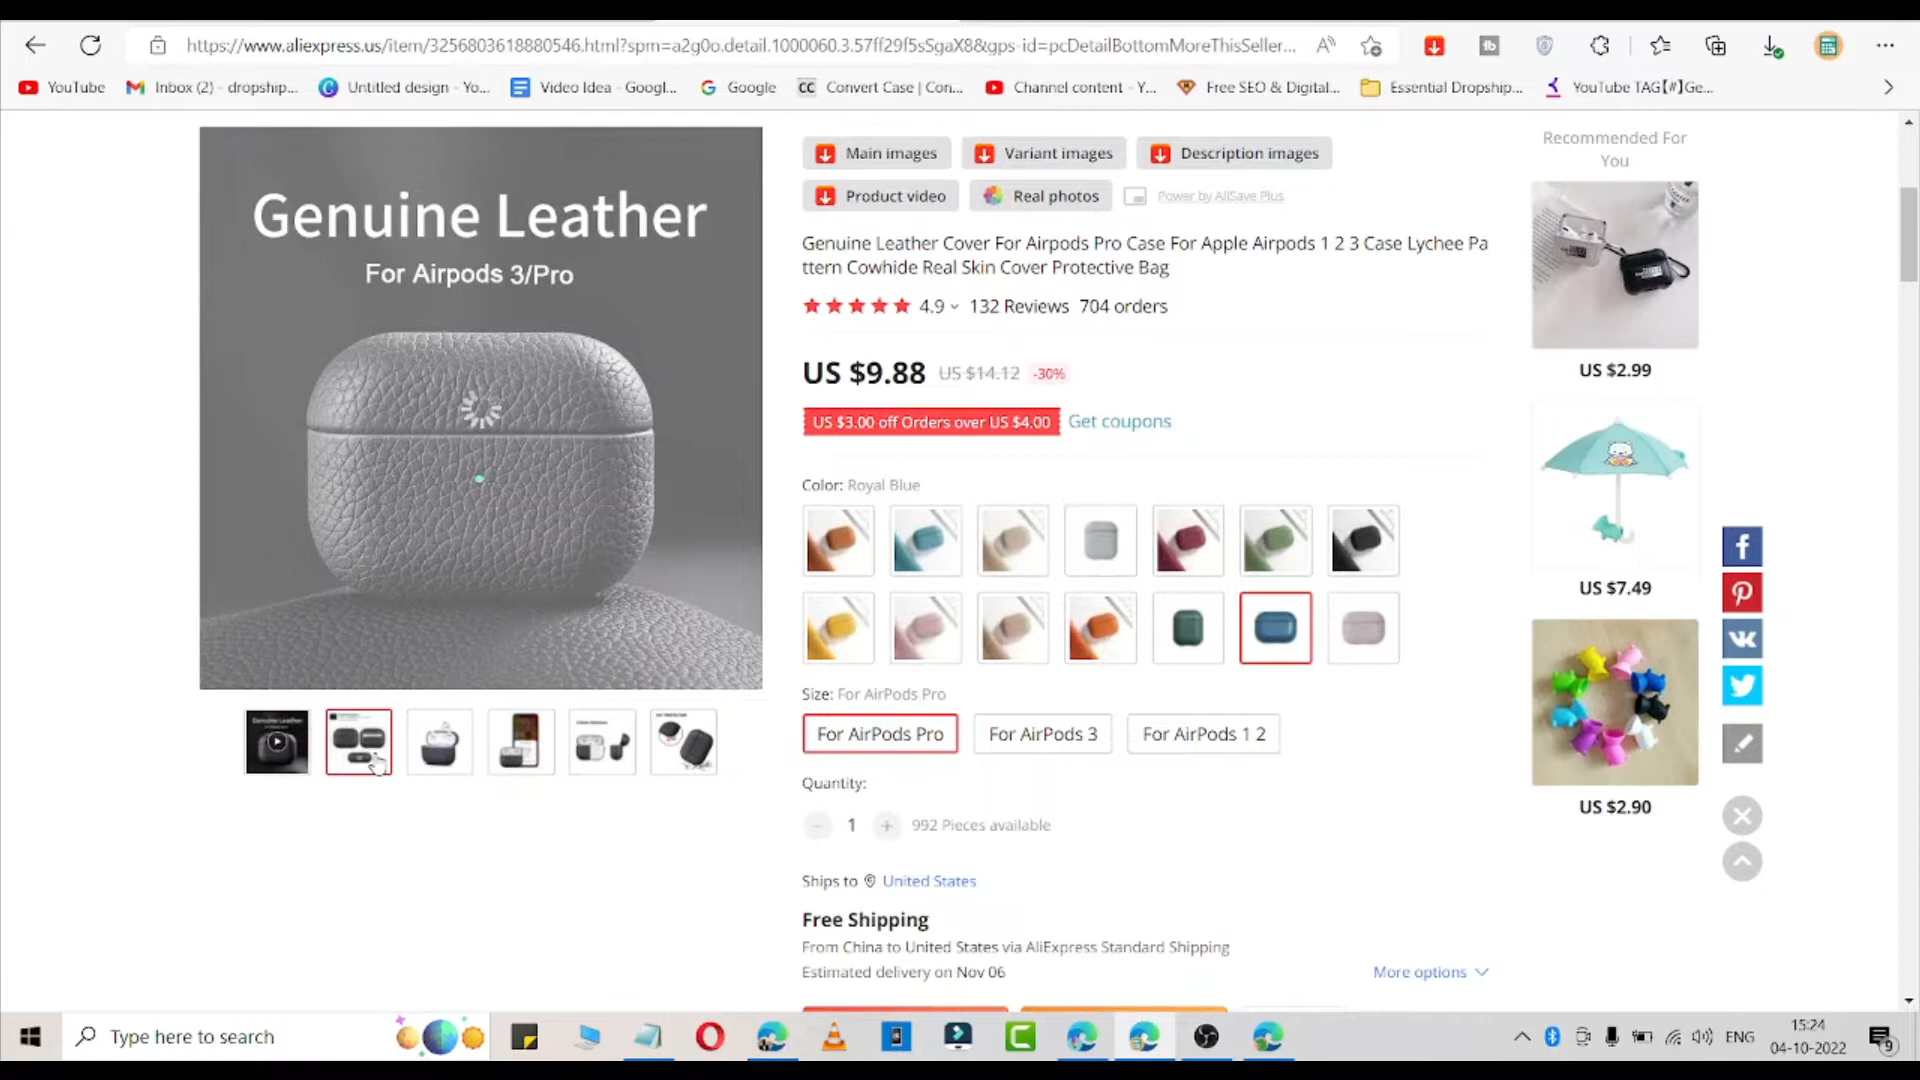 https://www.aliexpress.us/item/3256803618880546.html?spm=a2g0o.detail.1000060.3.57ff29f5sSgaX8&gps-id=pcDetailBottomMoreThisSeller...
YouTube
Inbox (2) - dropship...
Untitled design - Yo...
Video Idea - Googl...
Google
CC Convert Case | Con...
Channel content - Y...
Free SEO & Digital...
Essential Dropship...
YouTube TAG【#】Ge...
Genuine Leather
For Airpods 3/Pro
Main images
Variant images
Description images
Product video
Real photos
Power by AliSave Plus
Genuine Leather Cover For Airpods Pro Case For Apple Airpods 1 2 3 Case Lychee Pa
ttern Cowhide Real Skin Cover Protective Bag
4.9 132 Reviews 704 orders
US $9.88 US $14.12 -30%
US $3.00 off Orders over US $4.00 Get coupons
Color: Royal Blue
Size: For AirPods Pro
For AirPods Pro
For AirPods 3
For AirPods 1 2
Quantity:
1 992 Pieces available
Ships to United States
Free Shipping
From China to United States via AliExpress Standard Shipping
Estimated delivery on Nov 06
More options
Recommended For
You
US $2.99
US $7.49
US $2.90
Type here to search
ENG
15:24
04-10-2022
9